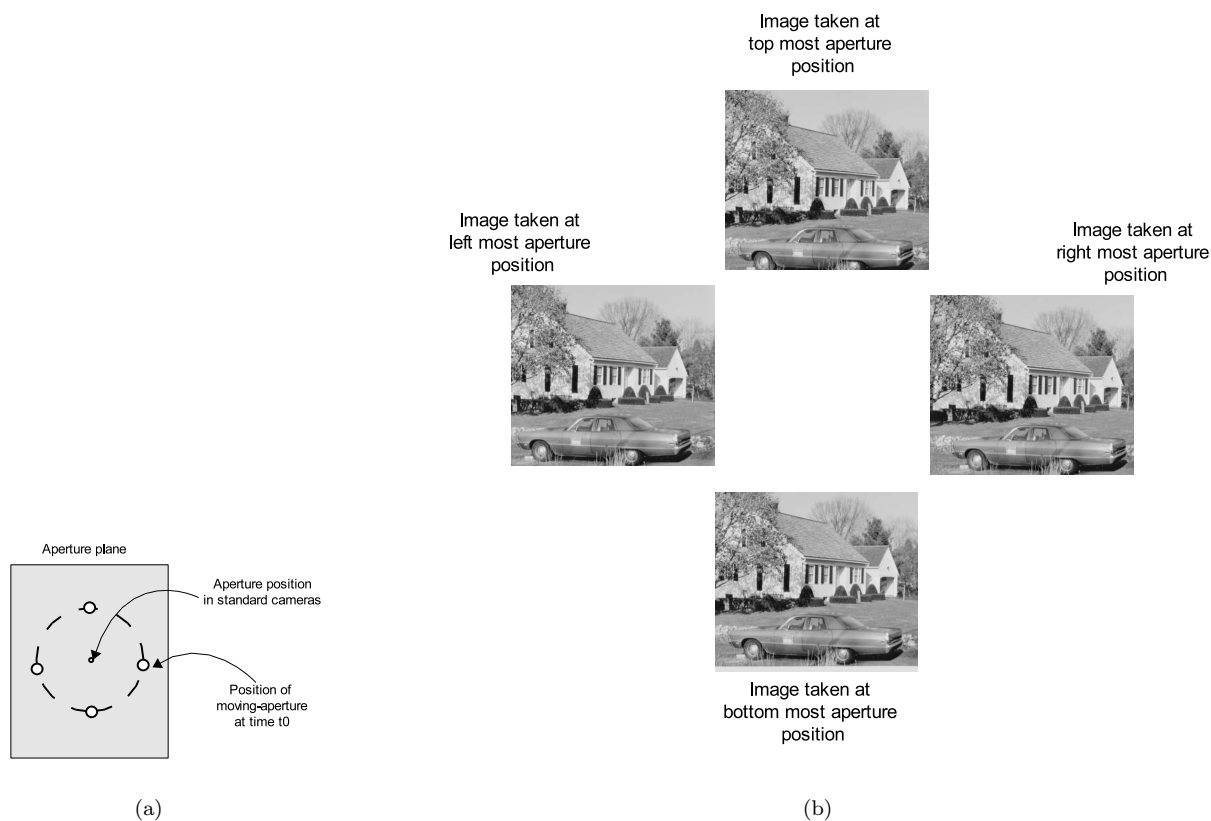 Image taken at
top most aperture
position
Image taken at
left most aperture
position
Image taken at
right most aperture
position
Aperture plane
Aperture position
in standard cameras
Position of
moving-aperture
at time t0
Image taken at
bottom most aperture
position
(a)
(b)